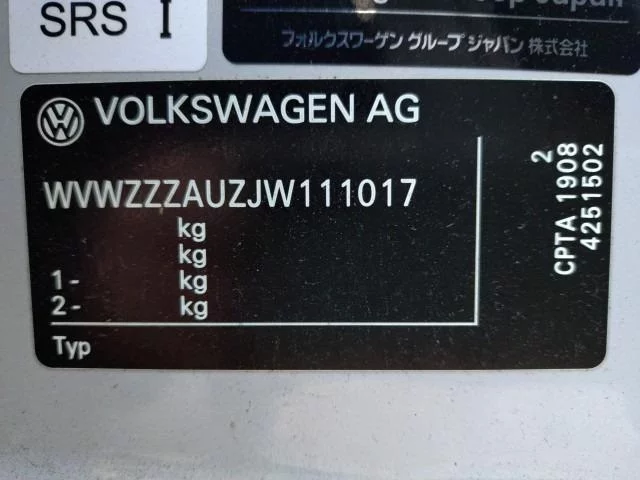 SRS I
Japan
フォルクスワーゲン グループ ジャパン 株式会社
VOLKSWAGEN AG
WVWZZZAUZJW111017
kg
kg
1- kg
2- kg
Typ
2
CPTA 1908
4251502